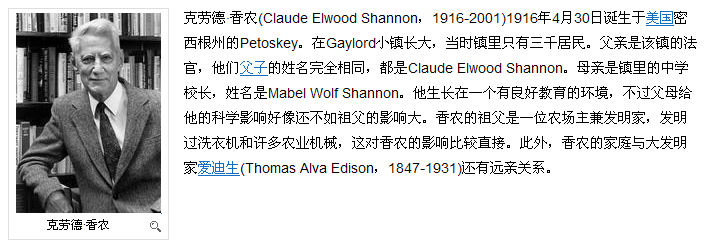 克劳德·香农(Claude Elwood Shannon，1916-2001)1916年4月30日诞生于美国密
西根州的Petoskey。在Gaylord小镇长大，当时镇里只有三千居民。父亲是该镇的法
官，他们父子的姓名完全相同，都是Claude Elwood Shannon。母亲是镇里的中学
校长，姓名是Mabel Wolf Shannon。他生长在一个有良好教育的环境，不过父母给
他的科学影响好像还不如祖父的影响大。香农的祖父是一位农场主兼发明家，发明
过洗衣机和许多农业机械，这对香农的影响比较直接。此外，香农的家庭与大发明
家爱迪生(Thomas Alva Edison，1847-1931)还有远亲关系。
克劳德·香农